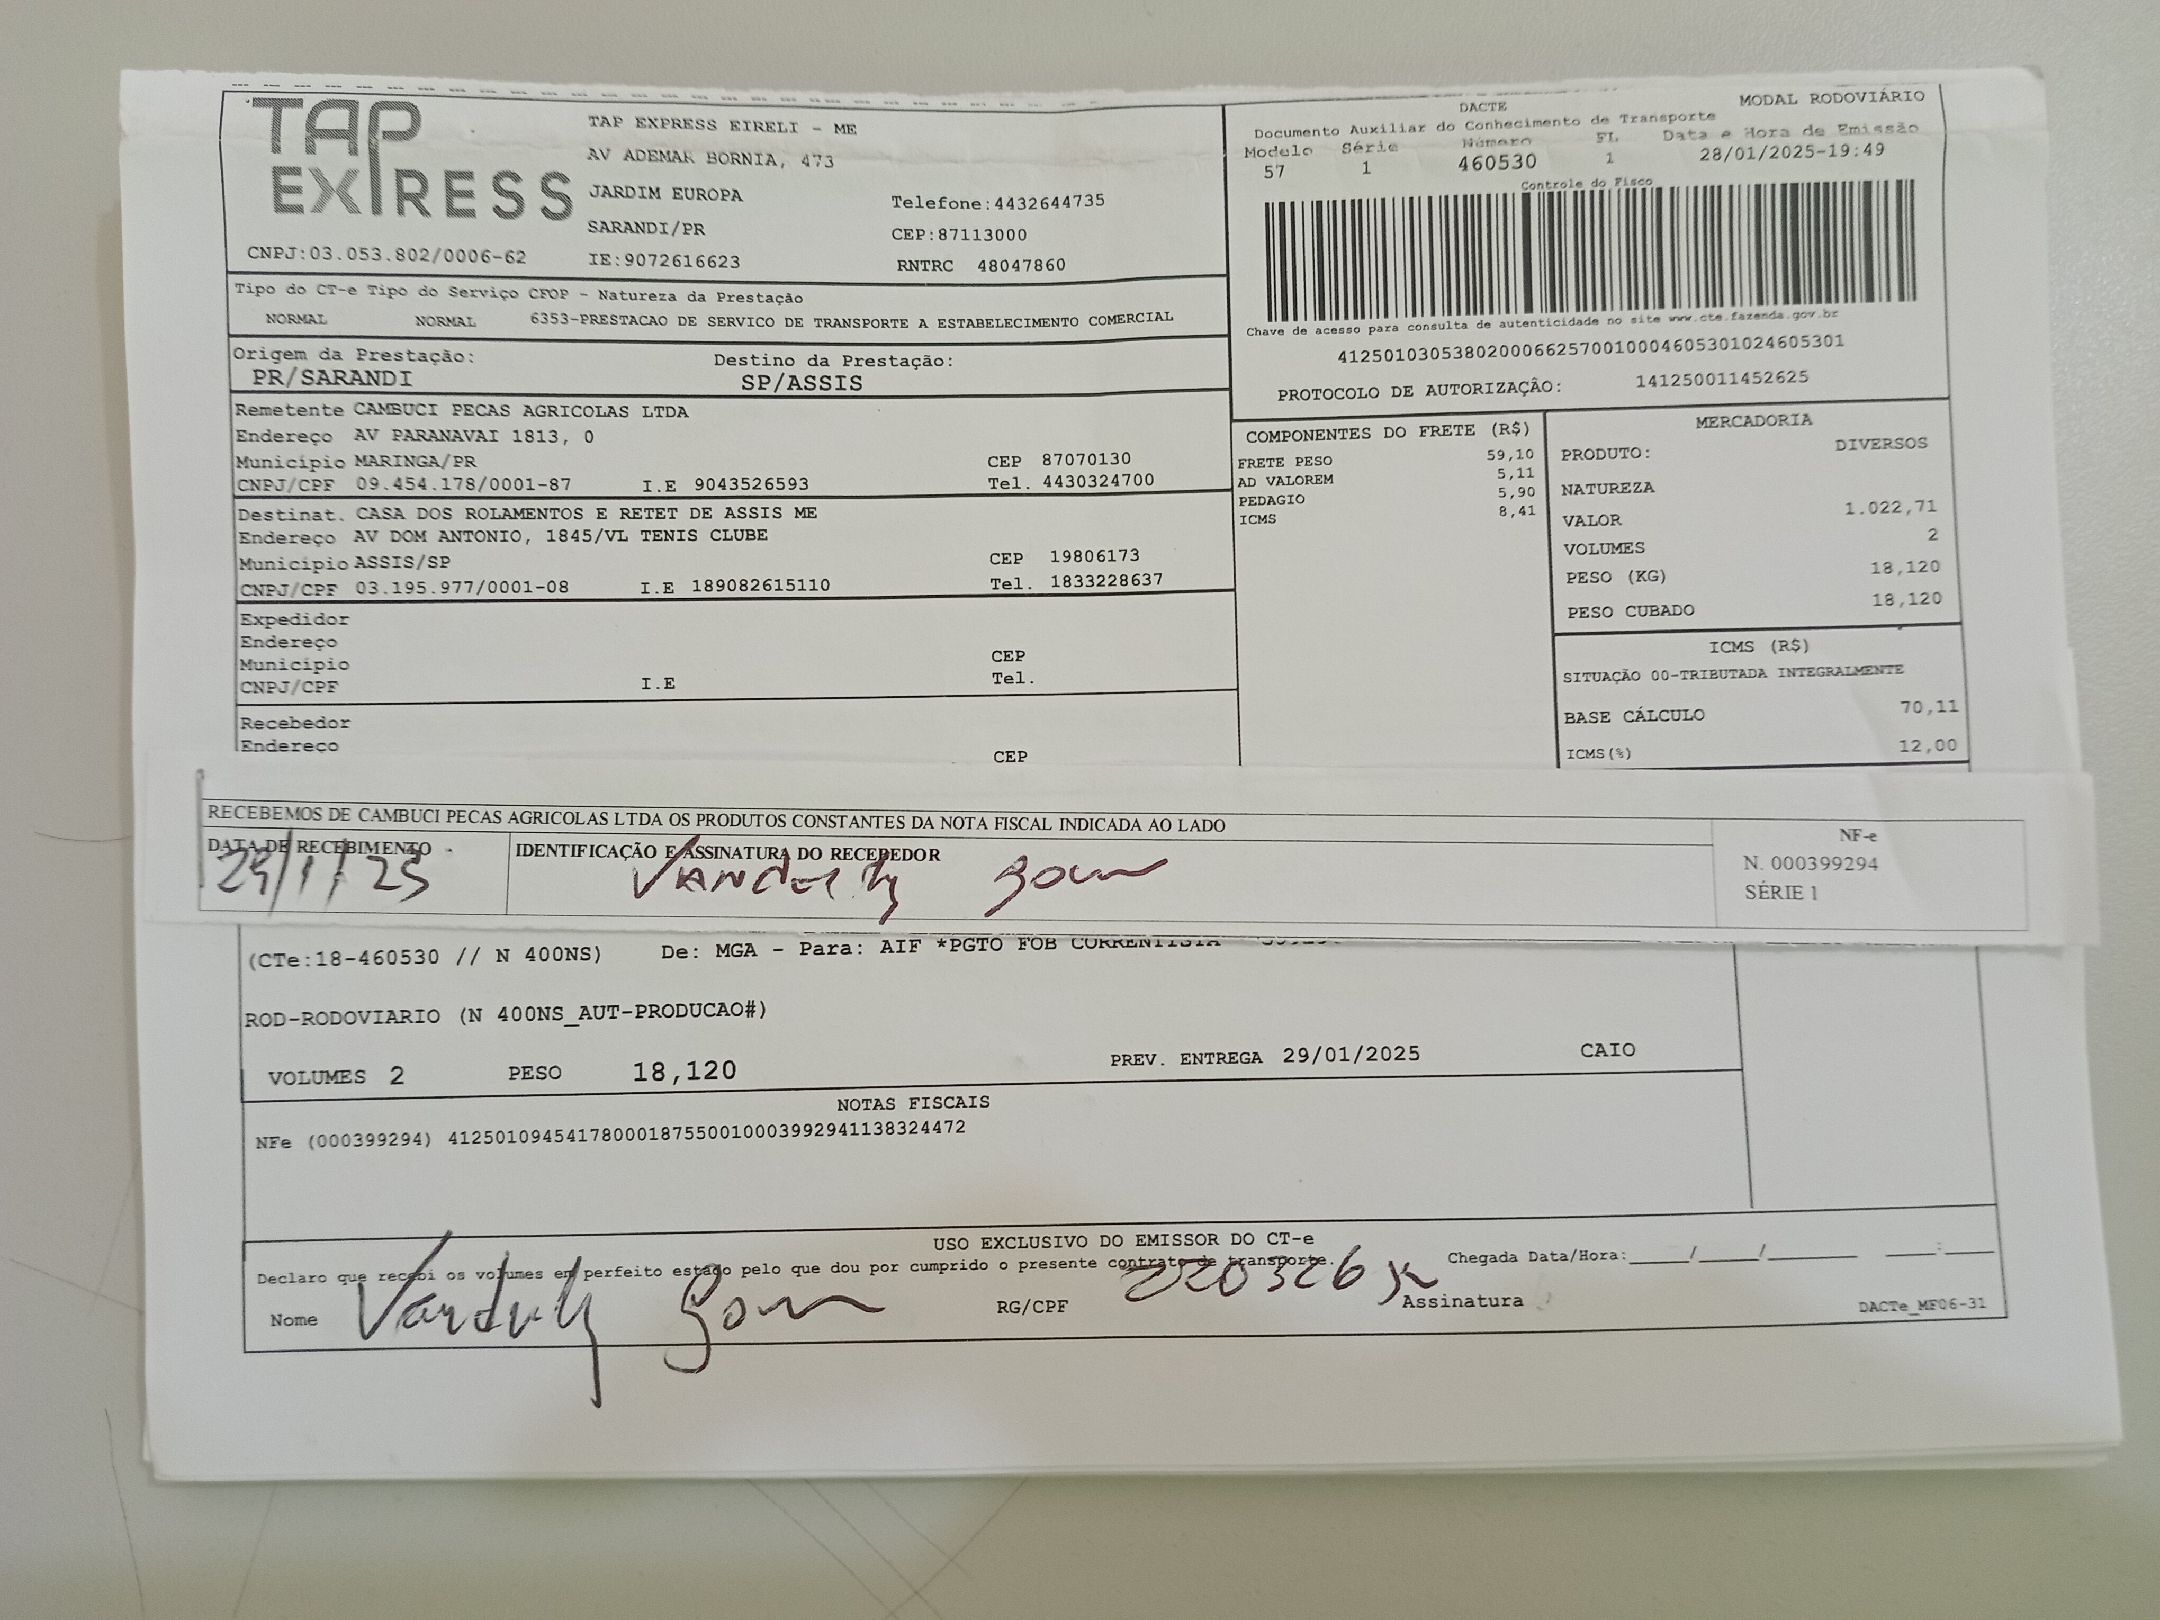 TAP EXPRESS
TAP EXPRESS EIRELI - ME
AV ADEMAR BORNIA, 473
JARDIM EUROPA Telefone:4432644735
SARANDI/PR CEP:87113000
CNPJ:03.053.802/0006-62 IE:9072616623 RNTRC 48047860
DACTE MODAL RODOVIÁRIO
Documento Auxiliar do Conhecimento de Transporte
Modelo Série Número FL Data e Hora de Emissão
57 1 460530 1 28/01/2025-19:49
Controle do Fisco
Chave de acesso para consulta de autenticidade no site www.cte.fazenda.gov.br
41250103053802000662570010004605301024605301
PROTOCOLO DE AUTORIZAÇÃO: 141250011452625
Tipo do CT-e Tipo do Serviço CFOP - Natureza da Prestação
NORMAL NORMAL 6353-PRESTACAO DE SERVICO DE TRANSPORTE A ESTABELECIMENTO COMERCIAL
Origem da Prestação: Destino da Prestação:
PR/SARANDI SP/ASSIS
Remetente CAMBUCI PECAS AGRICOLAS LTDA
Endereço AV PARANAVAI 1813, 0
Município MARINGA/PR CEP 87070130
CNPJ/CPF 09.454.178/0001-87 I.E 9043526593 Tel. 4430324700
Destinat. CASA DOS ROLAMENTOS E RETET DE ASSIS ME
Endereço AV DOM ANTONIO, 1845/VL TENIS CLUBE
Município ASSIS/SP CEP 19806173
CNPJ/CPF 03.195.977/0001-08 I.E 189082615110 Tel. 1833228637
Expedidor
Endereço
Município CEP
CNPJ/CPF I.E Tel.
Recebedor
Endereço CEP
COMPONENTES DO FRETE (R$)
FRETE PESO 59,10
AD VALOREM 5,11
PEDAGIO 5,90
ICMS 8,41
MERCADORIA
PRODUTO: DIVERSOS
NATUREZA
VALOR 1.022,71
VOLUMES 2
PESO (KG) 18,120
PESO CUBADO 18,120
ICMS (R$)
SITUAÇÃO 00-TRIBUTADA INTEGRALMENTE
BASE CÁLCULO 70,11
ICMS(%) 12,00
RECEBEMOS DE CAMBUCI PECAS AGRICOLAS LTDA OS PRODUTOS CONSTANTES DA NOTA FISCAL INDICADA AO LADO
DATA DE RECEBIMENTO IDENTIFICAÇÃO E ASSINATURA DO RECEBEDOR
29/1/25
NF-e
N. 000399294
SÉRIE 1
(CTe:18-460530 // N 400NS) De: MGA - Para: AIF *PGTO FOB CORRENTISTA
ROD-RODOVIARIO (N 400NS_AUT-PRODUCAO#)
VOLUMES 2 PESO 18,120 PREV. ENTREGA 29/01/2025 CAIO
NOTAS FISCAIS
NFe (000399294) 41250109454178000187550010003992941138324472
USO EXCLUSIVO DO EMISSOR DO CT-e
Declaro que recebi os volumes em perfeito estado pelo que dou por cumprido o presente contrato de transporte. Chegada Data/Hora:____/____/______ ____:____
Nome RG/CPF Assinatura DACTe_MF06-31